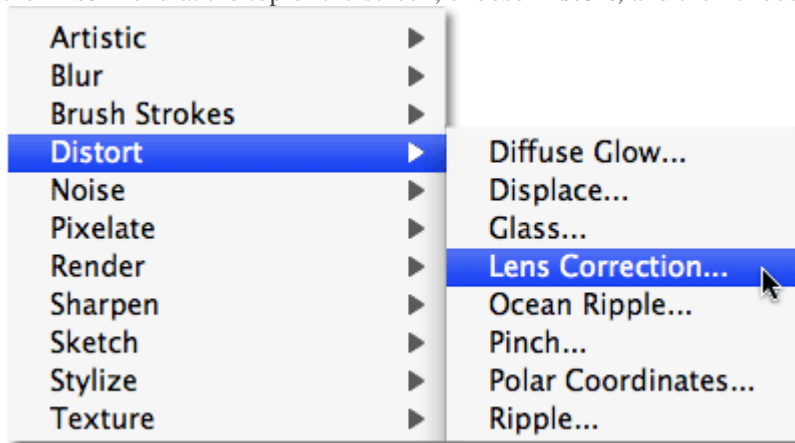 Artistic
Blur
Brush Strokes
Distort
Noise
Pixelate
Render
Sharpen
Sketch
Stylize
Texture
Diffuse Glow...
Displace...
Glass...
Lens Correction...
Ocean Ripple...
Pinch...
Polar Coordinates...
Ripple...